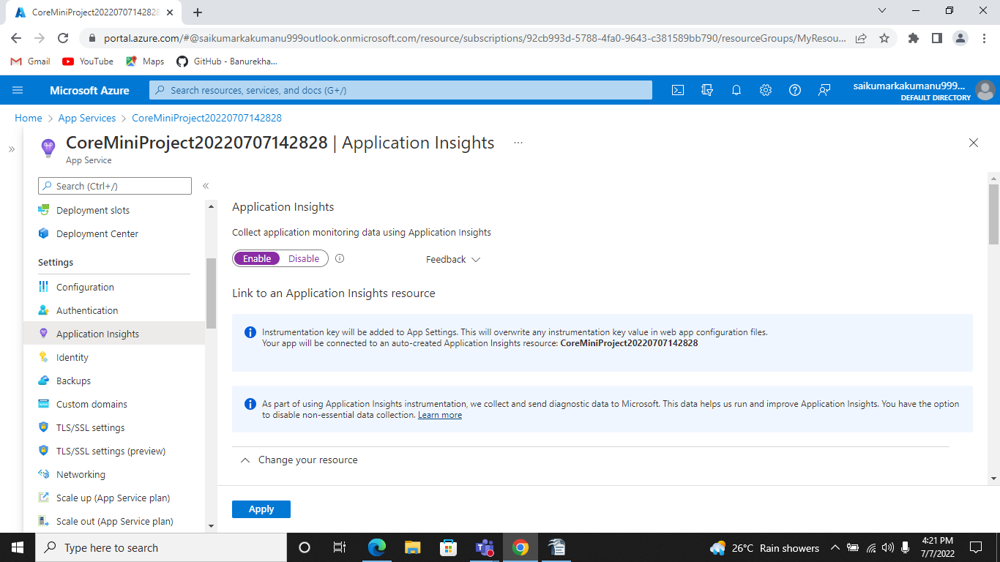 CoreMiniProject20220707142828
portal.azure.com/#@saikumarkakumanu999outlook.onmicrosoft.com/resource/subscriptions/92cb993d-5788-4fa0-9643-c381589bb790/resourceGroups/MyResou...
Gmail YouTube Maps GitHub - Banurekha...
Microsoft Azure Search resources, services, and docs (G+/) saikumarkakumanu999...
DEFAULT DIRECTORY
Home > App Services > CoreMiniProject20220707142828
CoreMiniProject20220707142828 | Application Insights ...
App Service
Search (Ctrl+/)
Deployment slots
Deployment Center
Settings
Configuration
Authentication
Application Insights
Identity
Backups
Custom domains
TLS/SSL settings
TLS/SSL settings (preview)
Networking
Scale up (App Service plan)
Scale out (App Service plan)
Application Insights
Collect application monitoring data using Application Insights
Enable Disable Feedback
Link to an Application Insights resource
Instrumentation key will be added to App Settings. This will overwrite any instrumentation key value in web app configuration files.
Your app will be connected to an auto-created Application Insights resource: CoreMiniProject20220707142828
As part of using Application Insights instrumentation, we collect and send diagnostic data to Microsoft. This data helps us run and improve Application Insights. You have the option
to disable non-essential data collection. Learn more
Change your resource
Apply
Type here to search
26°C Rain showers
4:21 PM
7/7/2022